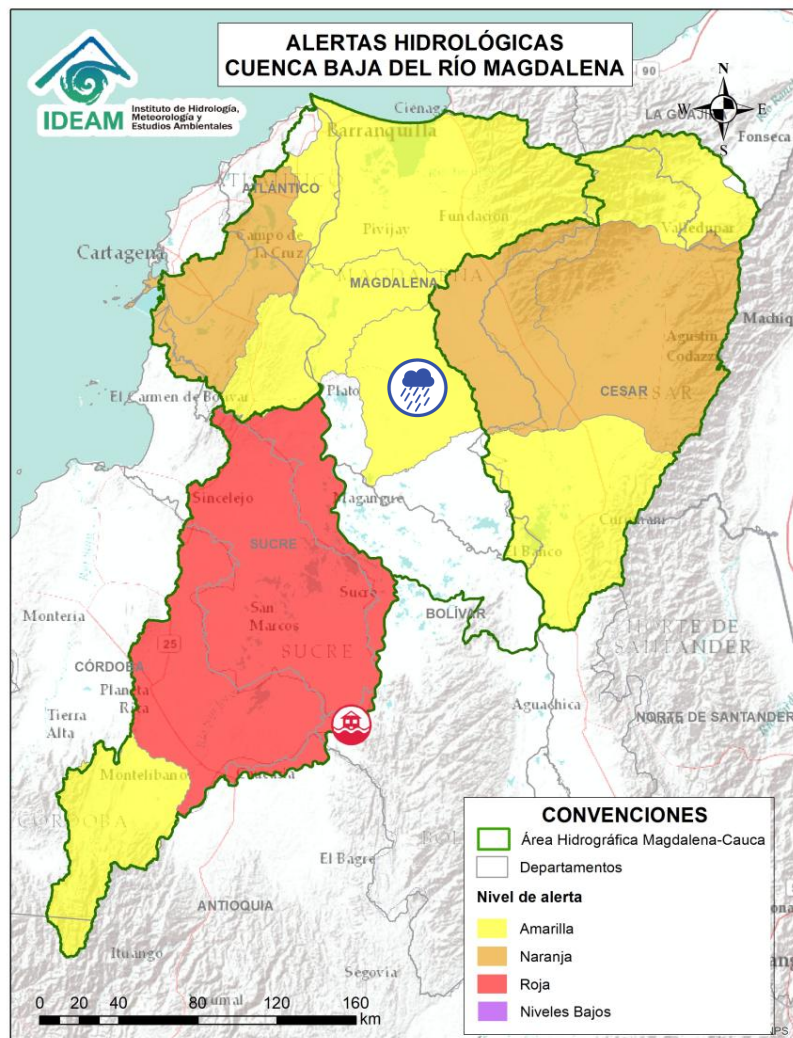 ALERTAS HIDROLÓGICAS
CUENCA BAJA DEL RÍO MAGDALENA
IDEAM
Instituto de Hidrología,
Meteorología y
Estudios Ambientales
90
N
W E
S
Ciénaga
LA GUAJIRA
Barranquilla
Fonseca
ATLÁNTICO
Valledupar
Fundación
Pivijay
Cartagena
Campo de
la Cruz
MAGDALENA
MAGDALENA
Machiq
Agustín
Codazzi
CESAR
El Carmen de Bolívar
Plato
Sincelejo
Magangue
SUCRE
El Banco
Sucre
BOLÍVAR
Montería
San
Marcos
NORTE DE
SANTANDER
SUCRE
25
CÓRDOBA
Planeta
Rica
Aguachica
Tierra
Alta
NORTE DE SANTANDER
Montelíbano
CÓRDOBA
El Bagre
ANTIOQUIA
Ituango
Segovia
CONVENCIONES
Área Hidrográfica Magdalena-Cauca
Departamentos
Nivel de alerta
Amarilla
Naranja
Roja
Niveles Bajos
0 20 40 80 120 160
km